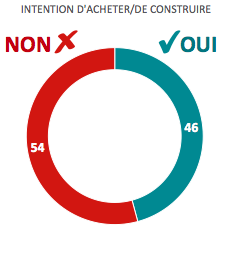 INTENTION D'ACHETER/DE CONSTRUIRE
NON ✘ ✔OUI
46
54